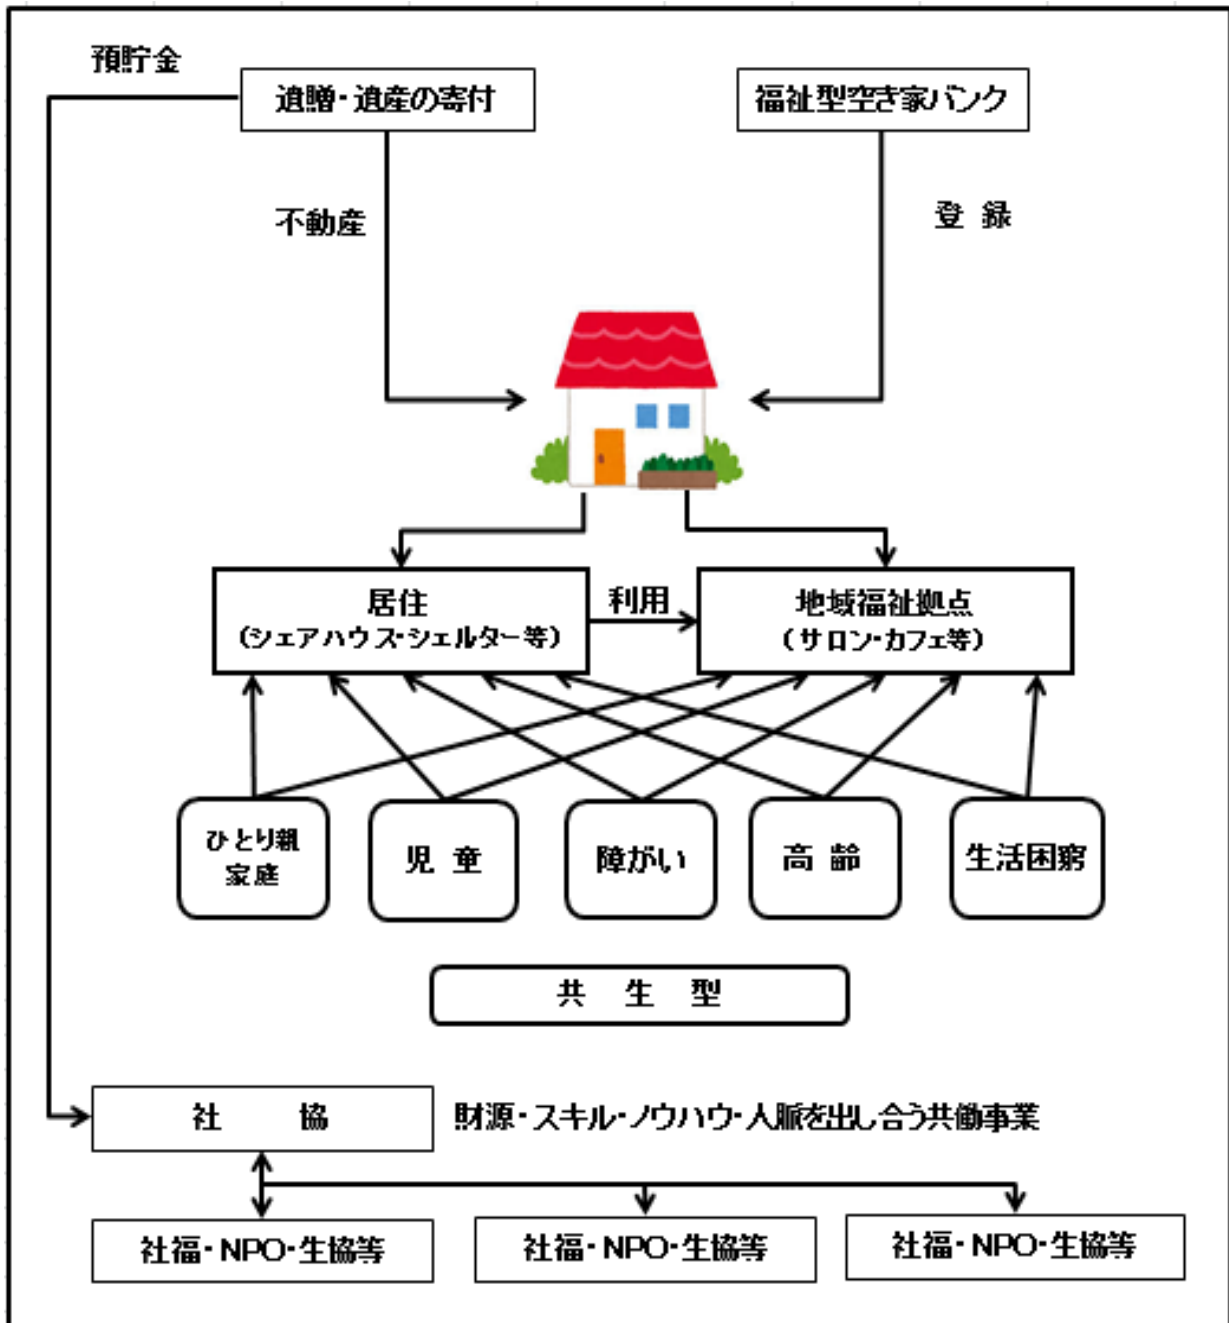 預貯金
遺贈・遺産の寄付
福祉型空き家バンク
不動産
登 録
居住
（シェアハウス・シェルター等）
利用
地域福祉拠点
（サロン・カフェ等）
ひとり親
家庭
児 童
障がい
高 齢
生活困窮
共 生 型
社 協
財源・スキル・ノウハウ・人脈を出し合う共働事業
社福・NPO・生協等
社福・NPO・生協等
社福・NPO・生協等